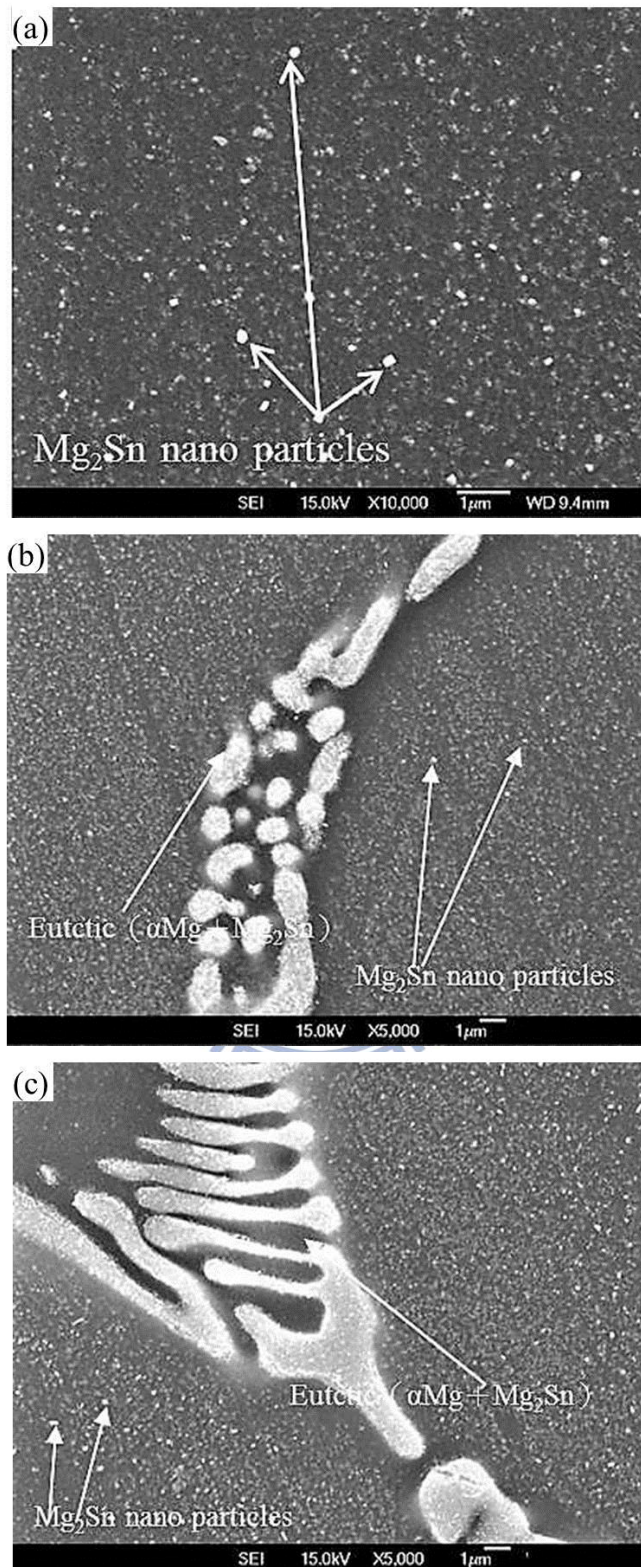 (a)
Mg₂Sn nano particles
SEI 15.0kV X10,000 1μm WD 9.4mm
(b)
Eutctic（αMg＋Mg₂Sn）
Mg₂Sn nano particles
SEI 15.0kV X5,000 1μm
(c)
Eutctic（αMg＋Mg₂Sn）
Mg₂Sn nano particles
SEI 15.0kV X5,000 1μm